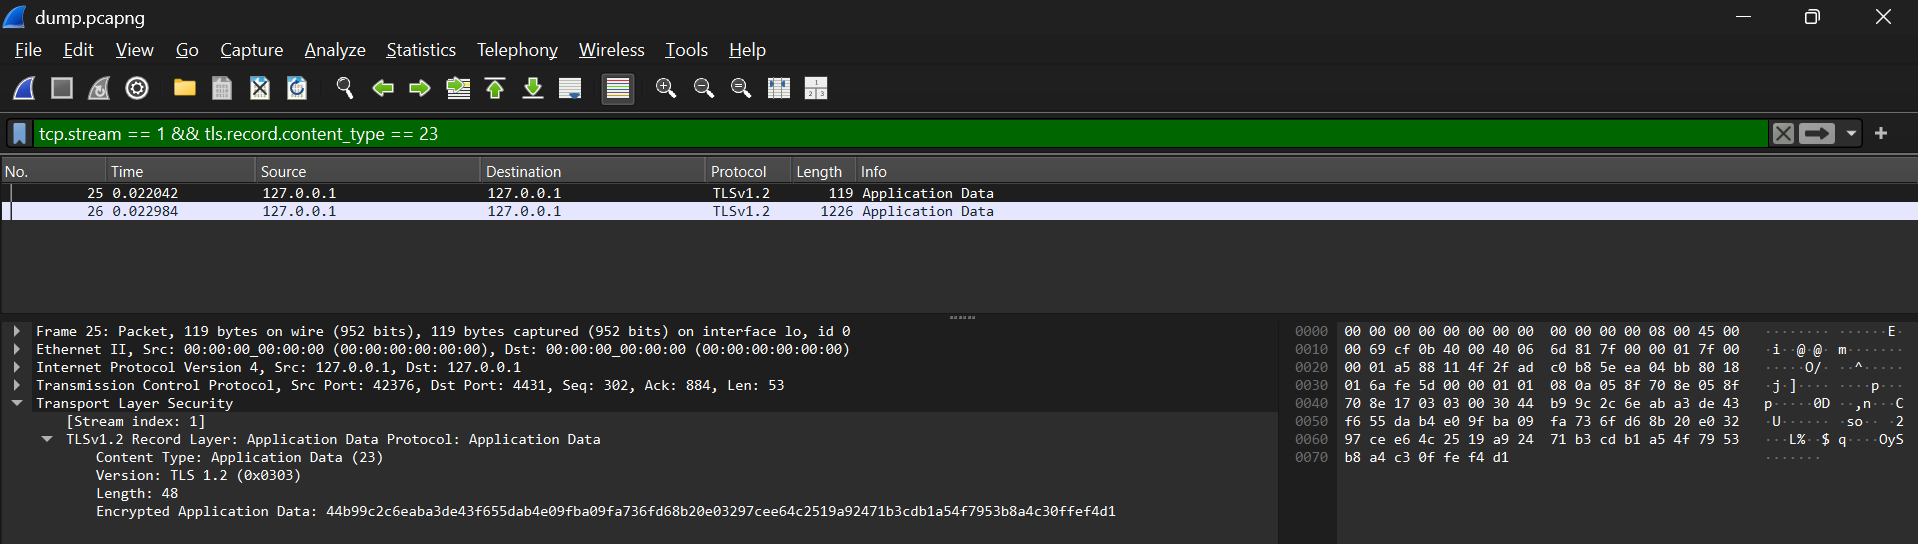 dump.pcapng
File Edit View Go Capture Analyze Statistics Telephony Wireless Tools Help
tcp.stream == 1 && tls.record.content_type == 23
No. Time Source Destination Protocol Length Info
25 0.022042 127.0.0.1 127.0.0.1 TLSv1.2 119 Application Data
26 0.022984 127.0.0.1 127.0.0.1 TLSv1.2 1226 Application Data
Frame 25: Packet, 119 bytes on wire (952 bits), 119 bytes captured (952 bits) on interface lo, id 0
Ethernet II, Src: 00:00:00_00:00:00 (00:00:00:00:00:00), Dst: 00:00:00_00:00:00 (00:00:00:00:00:00)
Internet Protocol Version 4, Src: 127.0.0.1, Dst: 127.0.0.1
Transmission Control Protocol, Src Port: 42376, Dst Port: 4431, Seq: 302, Ack: 884, Len: 53
Transport Layer Security
[Stream index: 1]
TLSv1.2 Record Layer: Application Data Protocol: Application Data
Content Type: Application Data (23)
Version: TLS 1.2 (0x0303)
Length: 48
Encrypted Application Data: 44b99c2c6eaba3de43f655dab4e09fba09fa736fd68b20e03297cee64c2519a92471b3cdb1a54f7953b8a4c30ffef4d1
0000 00 00 00 00 00 00 00 00 00 00 00 00 08 00 45 00 ········ ······E·
0010 00 69 cf 0b 40 00 40 06 6d 81 7f 00 00 01 7f 00 ·i··@·@· m·······
0020 00 01 a5 88 11 4f 2f ad c0 b8 5e ea 04 bb 80 18 ·····O/· ··^·····
0030 01 6a fe 5d 00 00 01 01 08 0a 05 8f 70 8e 05 8f ·j·]···· ····p···
0040 70 8e 17 03 03 00 30 44 b9 9c 2c 6e ab a3 de 43 p·····0D ··,n···C
0050 f6 55 da b4 e0 9f ba 09 fa 73 6f d6 8b 20 e0 32 ·U······ ·so·· ·2
0060 97 ce e6 4c 25 19 a9 24 71 b3 cd b1 a5 4f 79 53 ···L%··$ q····OyS
0070 b8 a4 c3 0f fe f4 d1 ·······